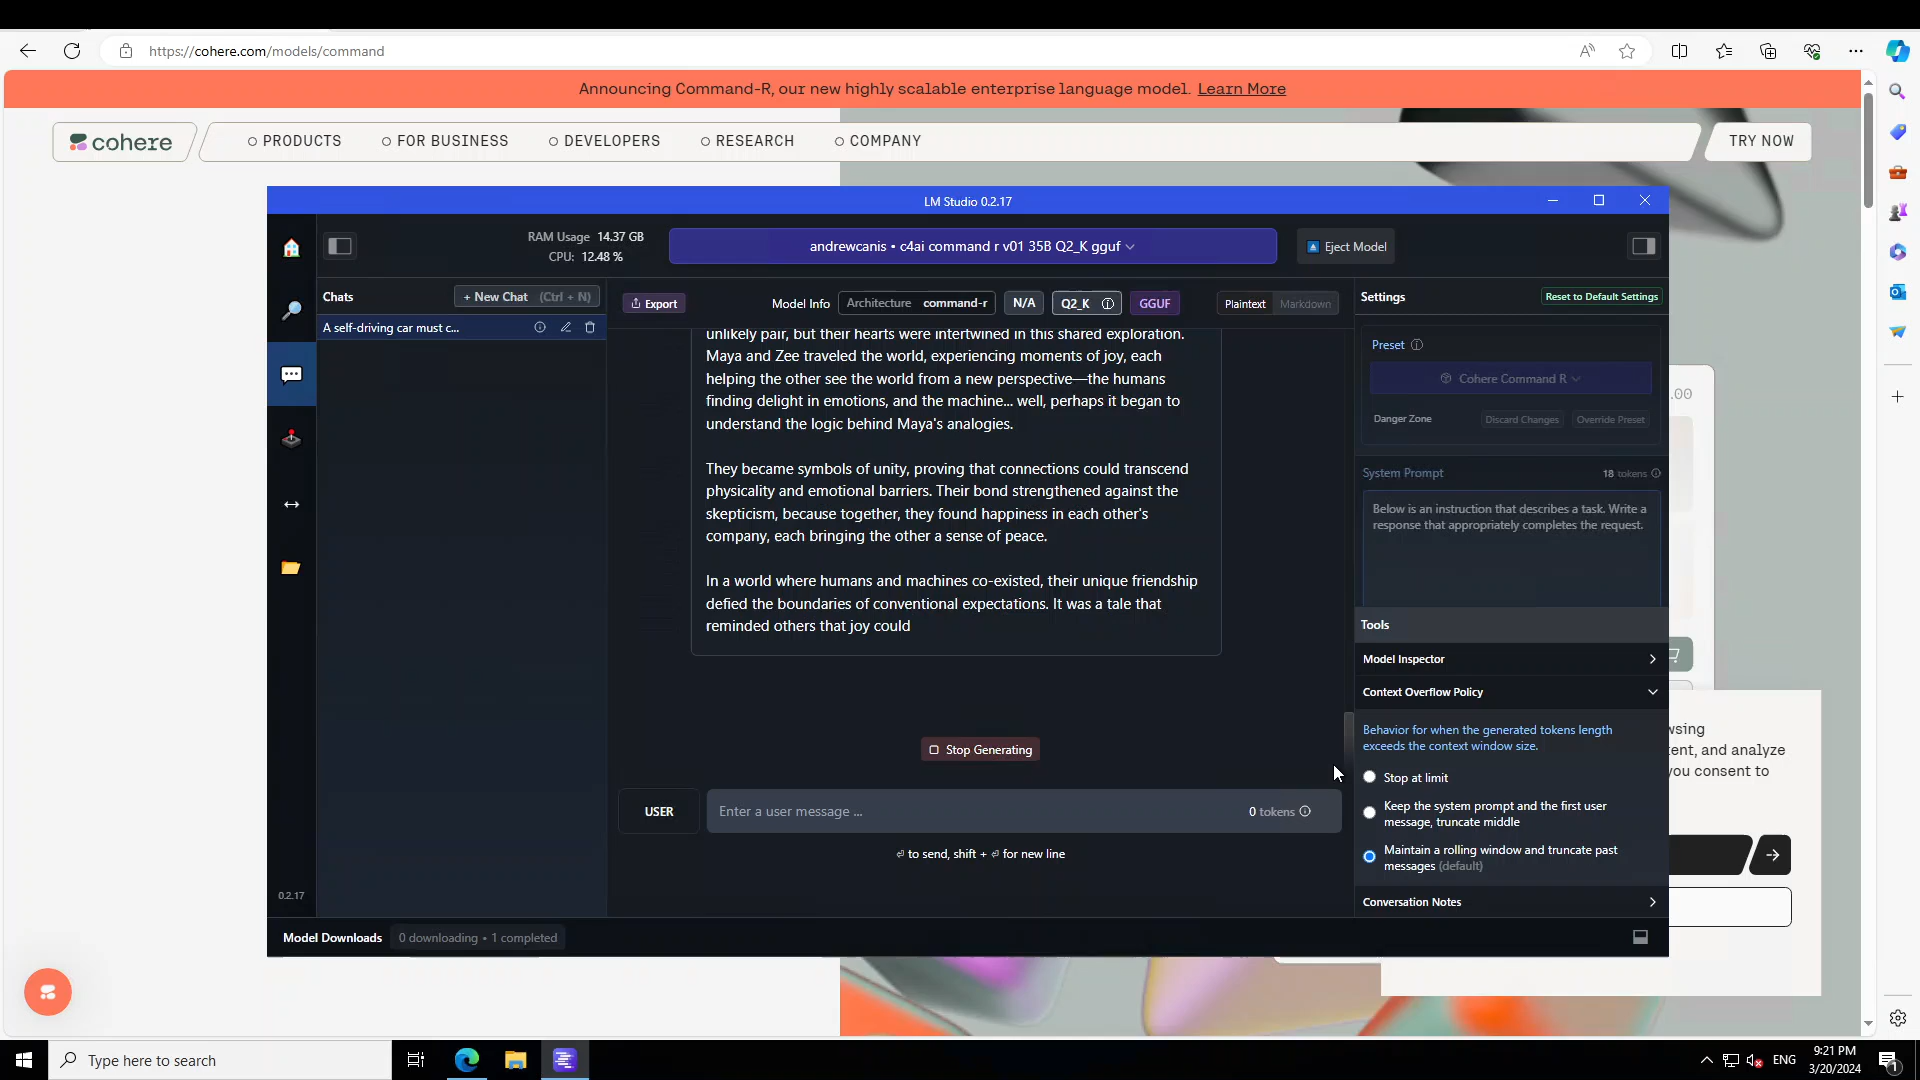 https://cohere.com/models/command
Announcing Command-R, our new highly scalable enterprise language model. Learn More
cohere
PRODUCTS
FOR BUSINESS
DEVELOPERS
RESEARCH
COMPANY
TRY NOW
LM Studio 0.2.17
RAM Usage 14.37 GB
CPU: 12.48 %
andrewcanis • c4ai command r v01 35B Q2_K gguf
Eject Model
Chats
+ New Chat (Ctrl + N)
A self-driving car must c...
Export
Model Info
Architecture command-r
N/A
Q2_K
GGUF
Plaintext
Markdown
unlikely pair, but their hearts were intertwined in this shared exploration.
Maya and Zee traveled the world, experiencing moments of joy, each
helping the other see the world from a new perspective—the humans
finding delight in emotions, and the machine... well, perhaps it began to
understand the logic behind Maya's analogies.
They became symbols of unity, proving that connections could transcend
physicality and emotional barriers. Their bond strengthened against the
skepticism, because together, they found happiness in each other's
company, each bringing the other a sense of peace.
In a world where humans and machines co-existed, their unique friendship
defied the boundaries of conventional expectations. It was a tale that
reminded others that joy could
Stop Generating
USER
Enter a user message ...
0 tokens
⏎ to send, shift + ⏎ for new line
Settings
Reset to Default Settings
Preset
Cohere Command R
Danger Zone
Discard Changes
Override Preset
System Prompt
18 tokens
Below is an instruction that describes a task. Write a
response that appropriately completes the request.
Tools
Model Inspector
Context Overflow Policy
Behavior for when the generated tokens length
exceeds the context window size.
Stop at limit
Keep the system prompt and the first user
message, truncate middle
Maintain a rolling window and truncate past
messages (default)
Conversation Notes
0.2.17
Model Downloads
0 downloading • 1 completed
.00
wsing
ent, and analyze
you consent to
Type here to search
ENG
9:21 PM
3/20/2024
1